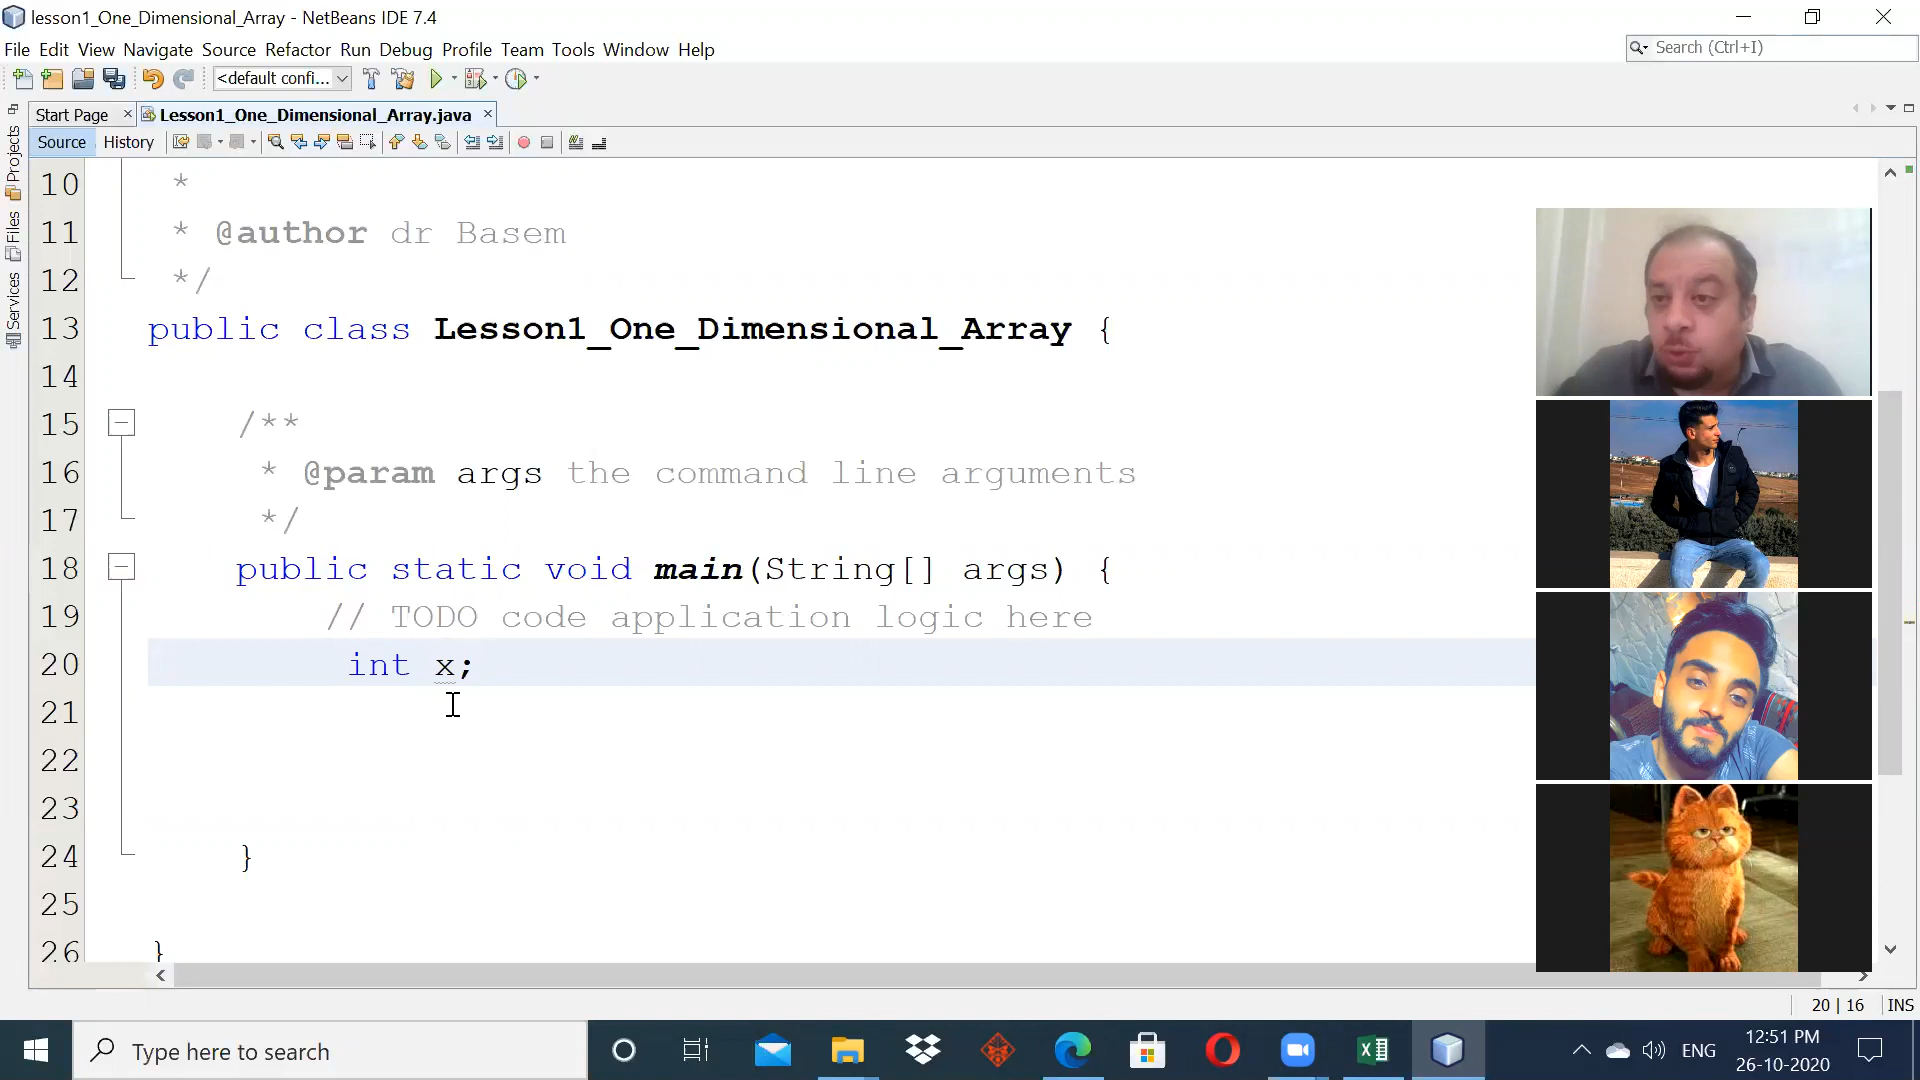 lesson1_One_Dimensional_Array - NetBeans IDE 7.4
File Edit View Navigate Source Refactor Run Debug Profile Team Tools Window Help
Search (Ctrl+I)
<default confi...
Start Page
Lesson1_One_Dimensional_Array.java
Source History
Projects
Files
Services
10 *
11 * @author dr Basem
12 */
13 public class Lesson1_One_Dimensional_Array {
14
15 /**
16 * @param args the command line arguments
17 */
18 public static void main(String[] args) {
19 // TODO code application logic here
20 int x;
21
22
23
24 }
25
26 }
20 | 16 INS
Type here to search
ENG
12:51 PM
26-10-2020